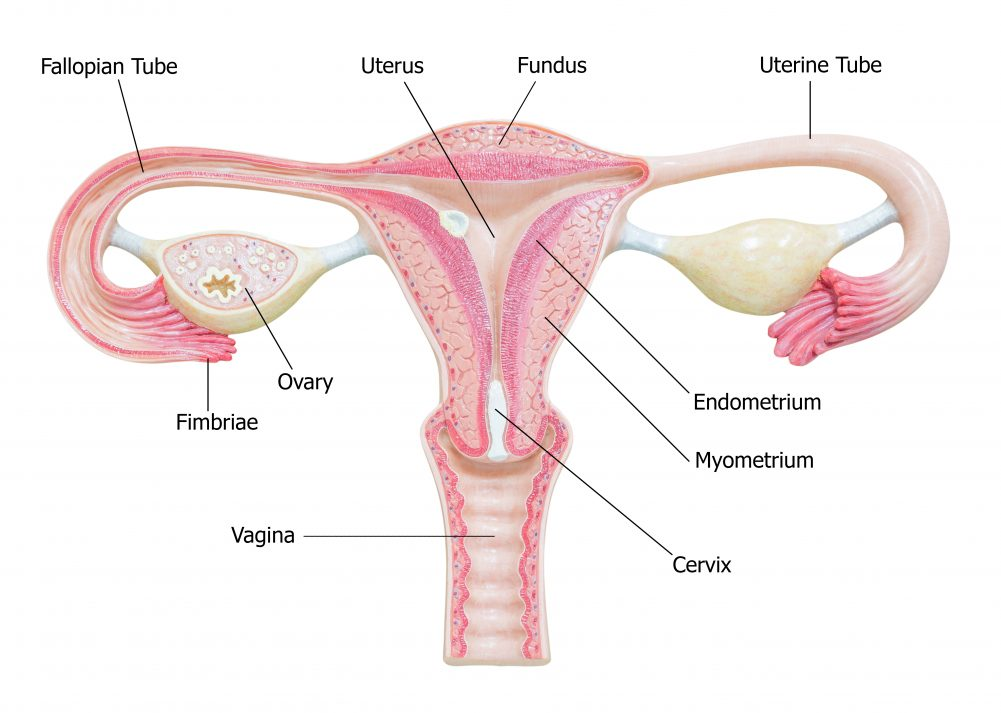 Fallopian Tube
Uterus
Fundus
Uterine Tube
Ovary
Fimbriae
Endometrium
Myometrium
Vagina
Cervix